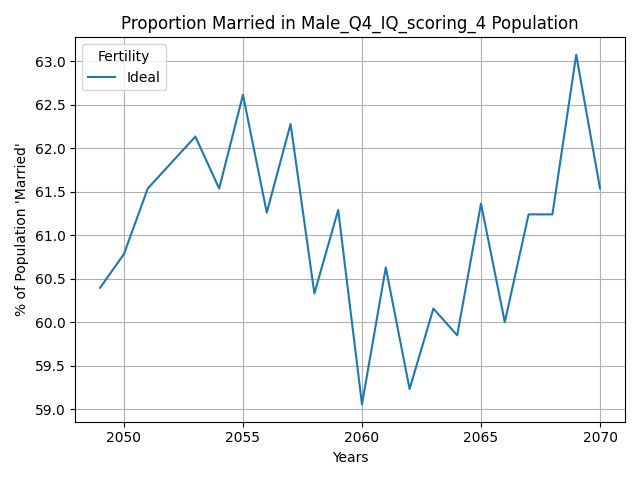 Proportion Married in Male_Q4_IQ_scoring_4 Population
Fertility
Ideal
% of Population 'Married'
63.0
62.5
62.0
61.5
61.0
60.5
60.0
59.5
59.0
2050 2055 2060 2065 2070
Years